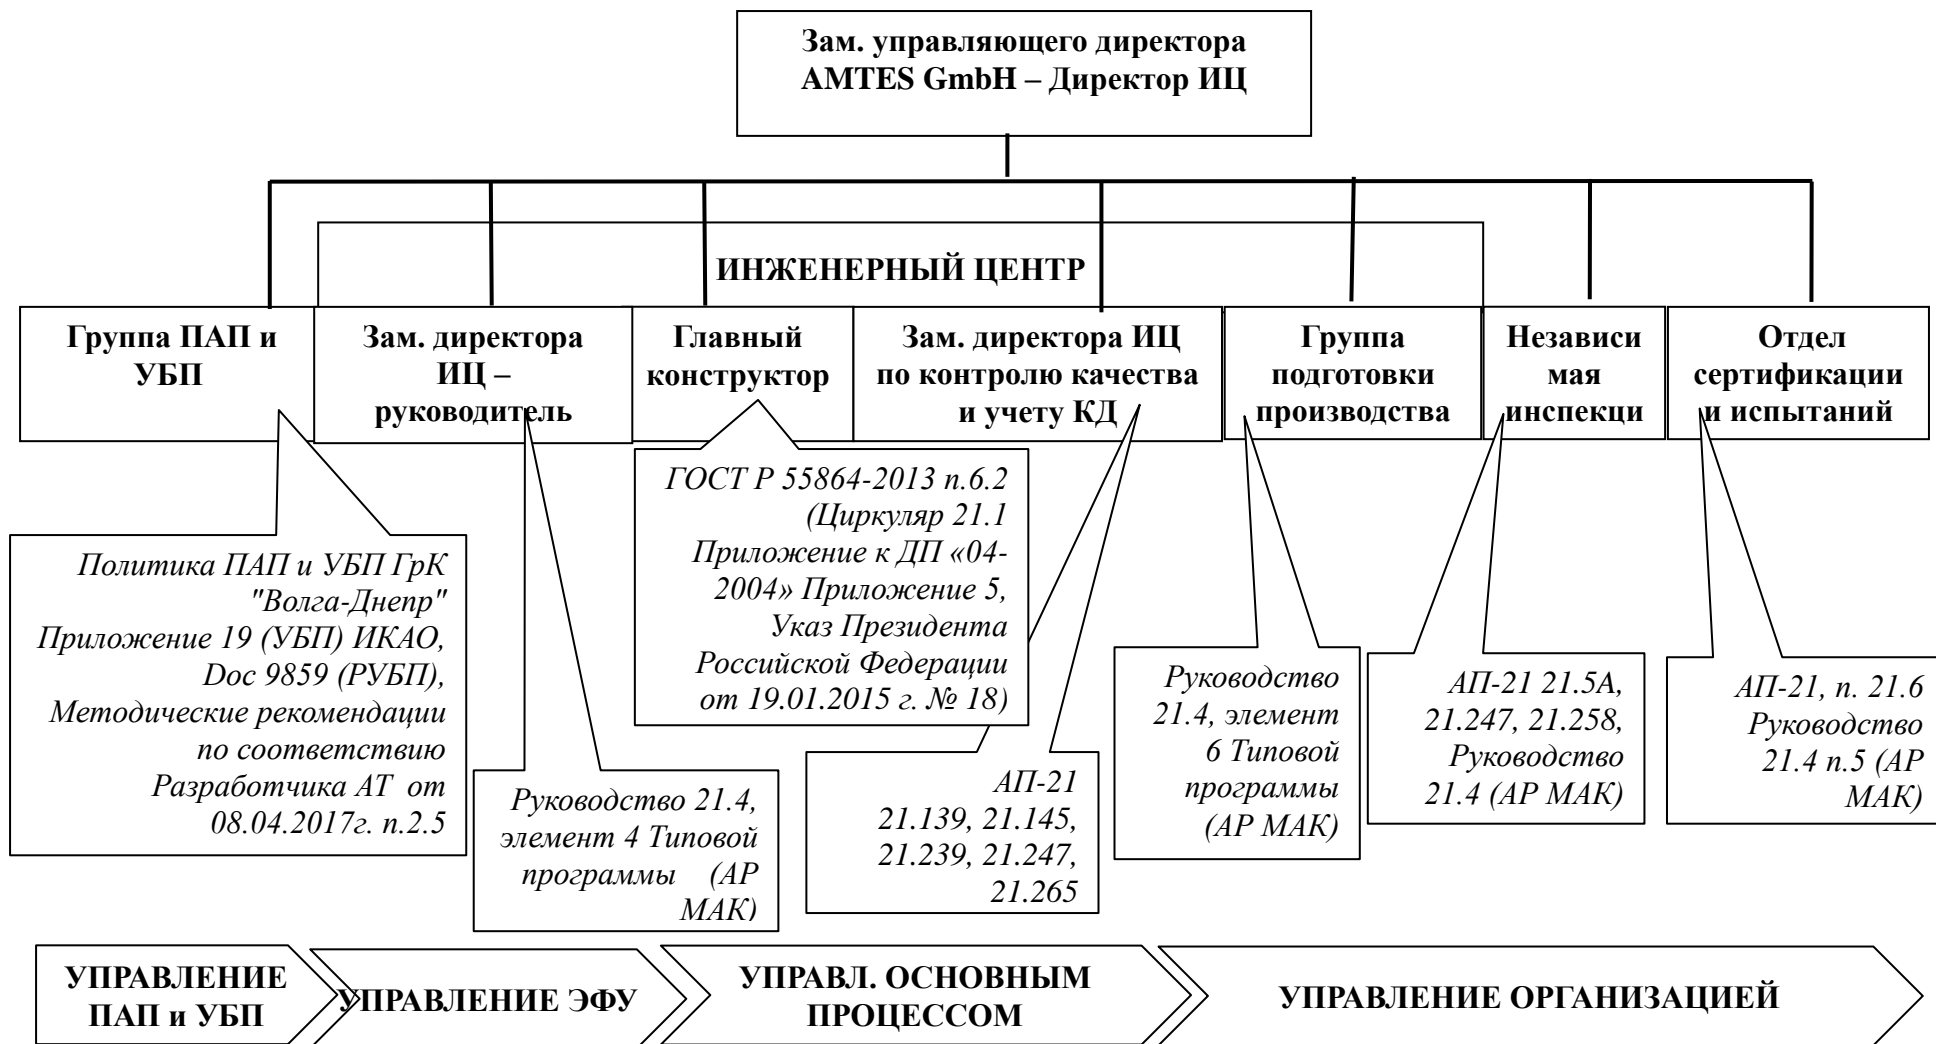 Зам. управляющего директора
AMTES GmbH – Директор ИЦ
ИНЖЕНЕРНЫЙ ЦЕНТР
Группа ПАП и
УБП
Зам. директора
ИЦ –
руководитель
Главный
конструктор
Зам. директора ИЦ
по контролю качества
и учету КД
Группа
подготовки
производства
Независи
мая
инспекци
Отдел
сертификации
и испытаний
Политика ПАП и УБП ГрК
"Волга-Днепр"
Приложение 19 (УБП) ИКАО,
Doc 9859 (РУБП),
Методические рекомендации
по соответствию
Разработчика АТ от
08.04.2017г. п.2.5
Руководство 21.4,
элемент 4 Типовой
программы (АР
МАК)
ГОСТ Р 55864-2013 п.6.2
(Циркуляр 21.1
Приложение к ДП «04-
2004» Приложение 5,
Указ Президента
Российской Федерации
от 19.01.2015 г. № 18)
АП-21
21.139, 21.145,
21.239, 21.247,
21.265
Руководство
21.4, элемент
6 Типовой
программы
(АР МАК)
АП-21 21.5А,
21.247, 21.258,
Руководство
21.4 (АР МАК)
АП-21, п. 21.6
Руководство
21.4 п.5 (АР
МАК)
УПРАВЛЕНИЕ
ПАП и УБП
УПРАВЛЕНИЕ ЭФУ
УПРАВЛ. ОСНОВНЫМ
ПРОЦЕССОМ
УПРАВЛЕНИЕ ОРГАНИЗАЦИЕЙ